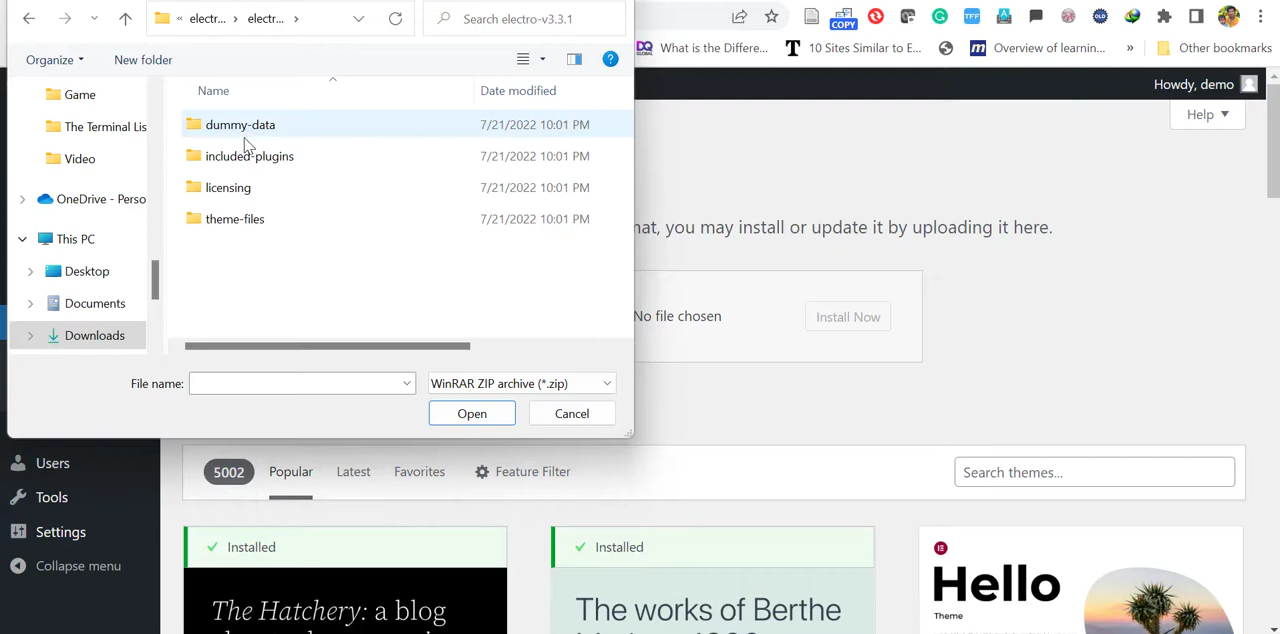 « electr... › electr... ›
Search electro-v3.3.1
COPY
TFF
OLD
Organize
New folder
?
DQ GLOBAL What is the Differe...
T 10 Sites Similar to E...
m Overview of learnin...
»
Other bookmarks
Howdy, demo
Help
Name
Date modified
Game
The Terminal Lis
Video
OneDrive - Perso
This PC
Desktop
Documents
Downloads
dummy-data 7/21/2022 10:01 PM
included-plugins 7/21/2022 10:01 PM
licensing 7/21/2022 10:01 PM
theme-files 7/21/2022 10:01 PM
File name:
WinRAR ZIP archive (*.zip)
Open
Cancel
mat, you may install or update it by uploading it here.
No file chosen
Install Now
Users
Tools
Settings
Collapse menu
5002 Popular Latest Favorites Feature Filter
Search themes...
Installed
Installed
The Hatchery: a blog
The works of Berthe
Hello
Theme